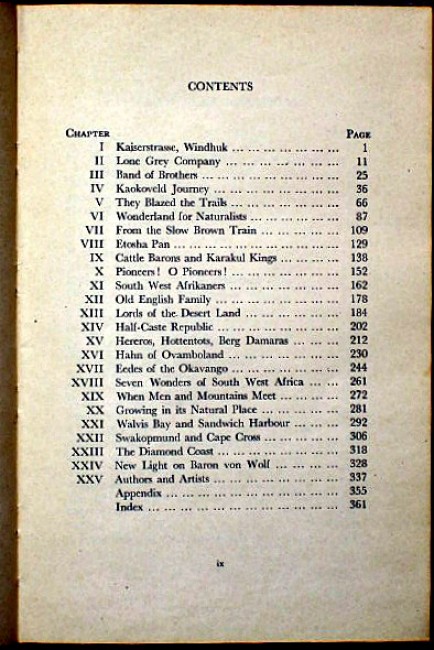 CONTENTS
CHAPTER PAGE
I Kaiserstrasse, Windhuk ... ... ... ... ... ... 1
II Lone Grey Company ... ... ... ... ... ... 11
III Band of Brothers ... ... ... ... ... ... ... 25
IV Kaokoveld Journey ... ... ... ... ... ... ... 36
V They Blazed the Trails ... ... ... ... ... ... 66
VI Wonderland for Naturalists ... ... ... ... ... 87
VII From the Slow Brown Train ... ... ... ... ... 109
VIII Etosha Pan ... ... ... ... ... ... ... ... ... 129
IX Cattle Barons and Karakul Kings ... ... ... ... 138
X Pioneers! O Pioneers! ... ... ... ... ... ... 152
XI South West Afrikaners ... ... ... ... ... ... 162
XII Old English Family ... ... ... ... ... ... ... 178
XIII Lords of the Desert Land ... ... ... ... ... ... 184
XIV Half-Caste Republic ... ... ... ... ... ... ... 202
XV Hereros, Hottentots, Berg Damaras ... ... ... 212
XVI Hahn of Ovamboland ... ... ... ... ... ... 230
XVII Eedes of the Okavango ... ... ... ... ... ... 244
XVIII Seven Wonders of South West Africa ... ... 261
XIX When Men and Mountains Meet ... ... ... ... 272
XX Growing in its Natural Place ... ... ... ... ... 281
XXI Walvis Bay and Sandwich Harbour ... ... ... 292
XXII Swakopmund and Cape Cross ... ... ... ... ... 306
XXIII The Diamond Coast ... ... ... ... ... ... ... 318
XXIV New Light on Baron von Wolf ... ... ... ... 328
XXV Authors and Artists ... ... ... ... ... ... ... 337
Appendix ... ... ... ... ... ... ... ... ... 355
Index ... ... ... ... ... ... ... ... ... ... 361
ix